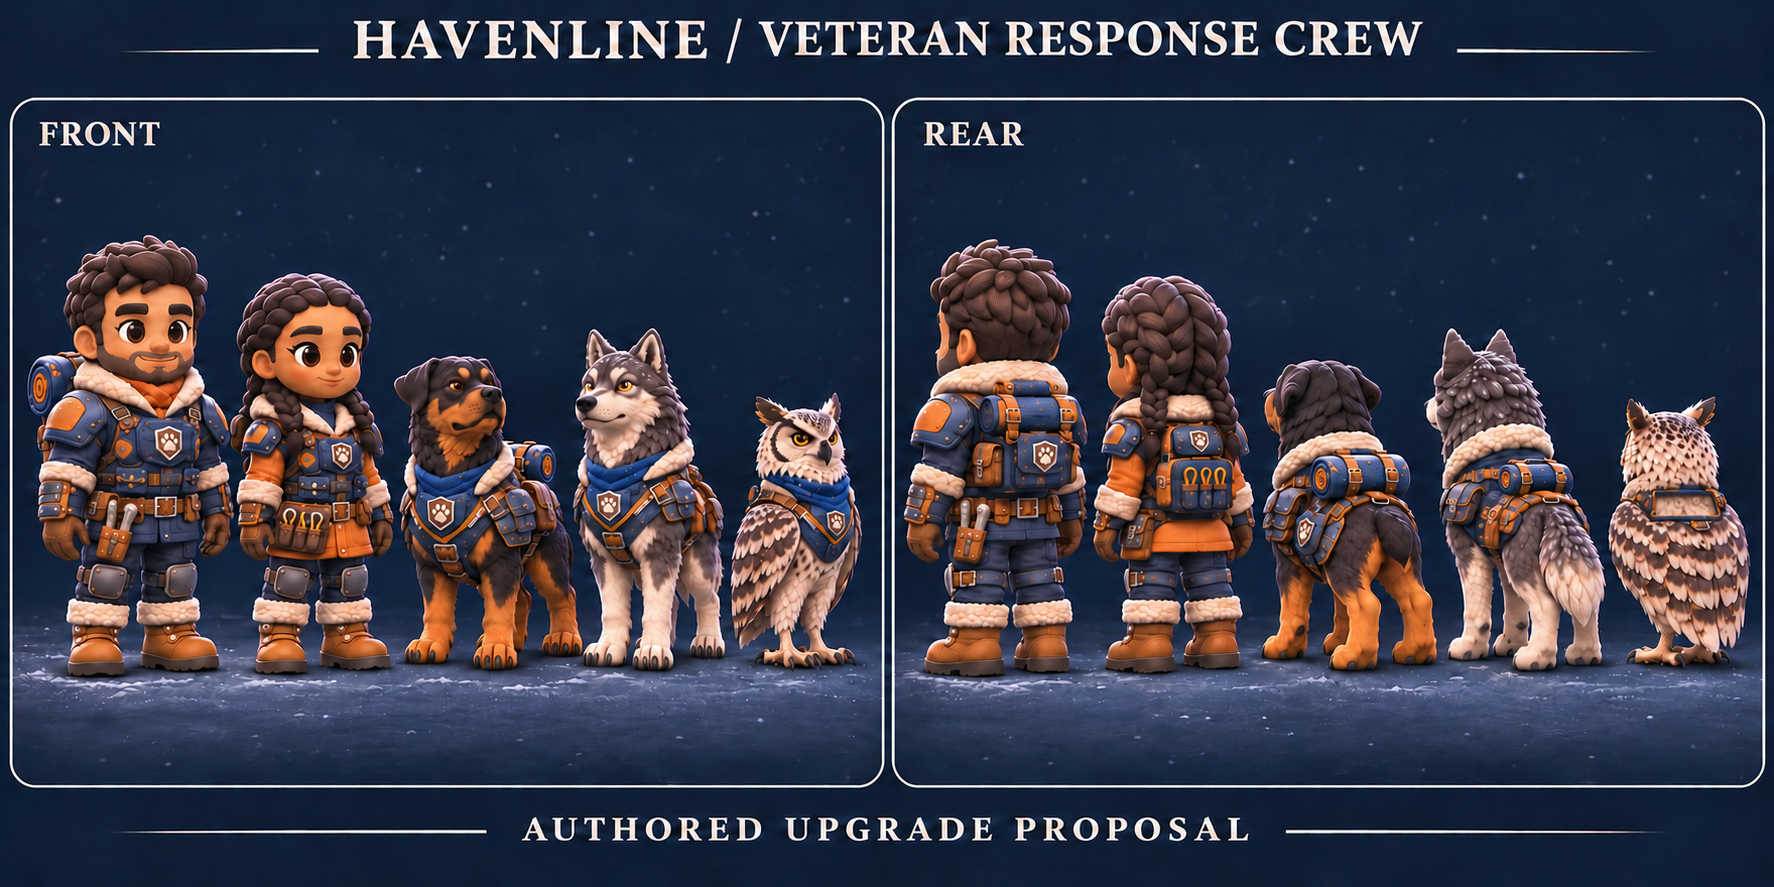 HAVENLINE / VETERAN RESPONSE CREW
FRONT
REAR
AUTHORED UPGRADE PROPOSAL